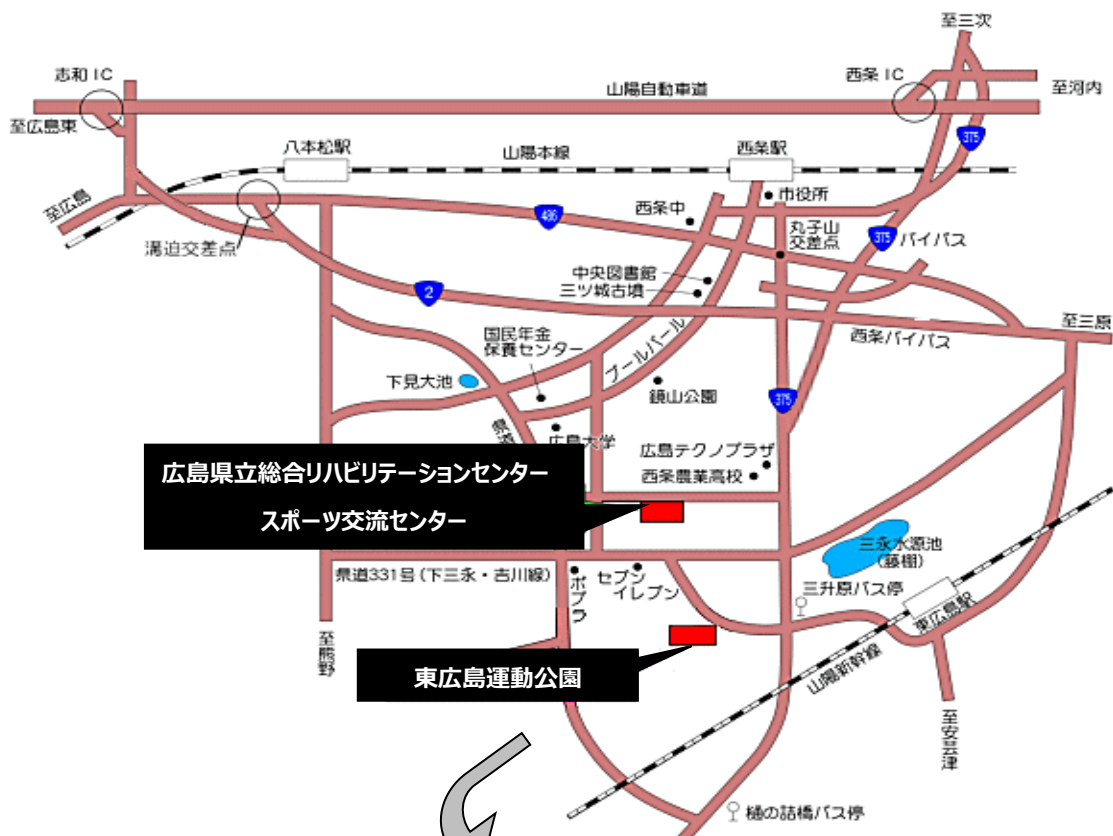 至三次
志和 IC
西条 IC
山陽自動車道
至河内
至広島東
375
八本松駅
山陽本線
西条駅
市役所
至広島
西条中
486
丸子山
交差点
375
バイパス
溝迫交差点
中央図書館
三ツ城古墳
2
至三原
西条バイパス
国民年金
保養センター
ブールバール
下見大池
鏡山公園
375
県道
広島大学
広島テクノプラザ
西条農業高校
広島県立総合リハビリテーションセンター
スポーツ交流センター
三永水源池
(藤棚)
県道331号(下三永・吉川線)
ポプラ
セブン
イレブン
三升原バス停
東広島駅
至熊野
東広島運動公園
山陽新幹線
至安芸津
樋の詰橋バス停